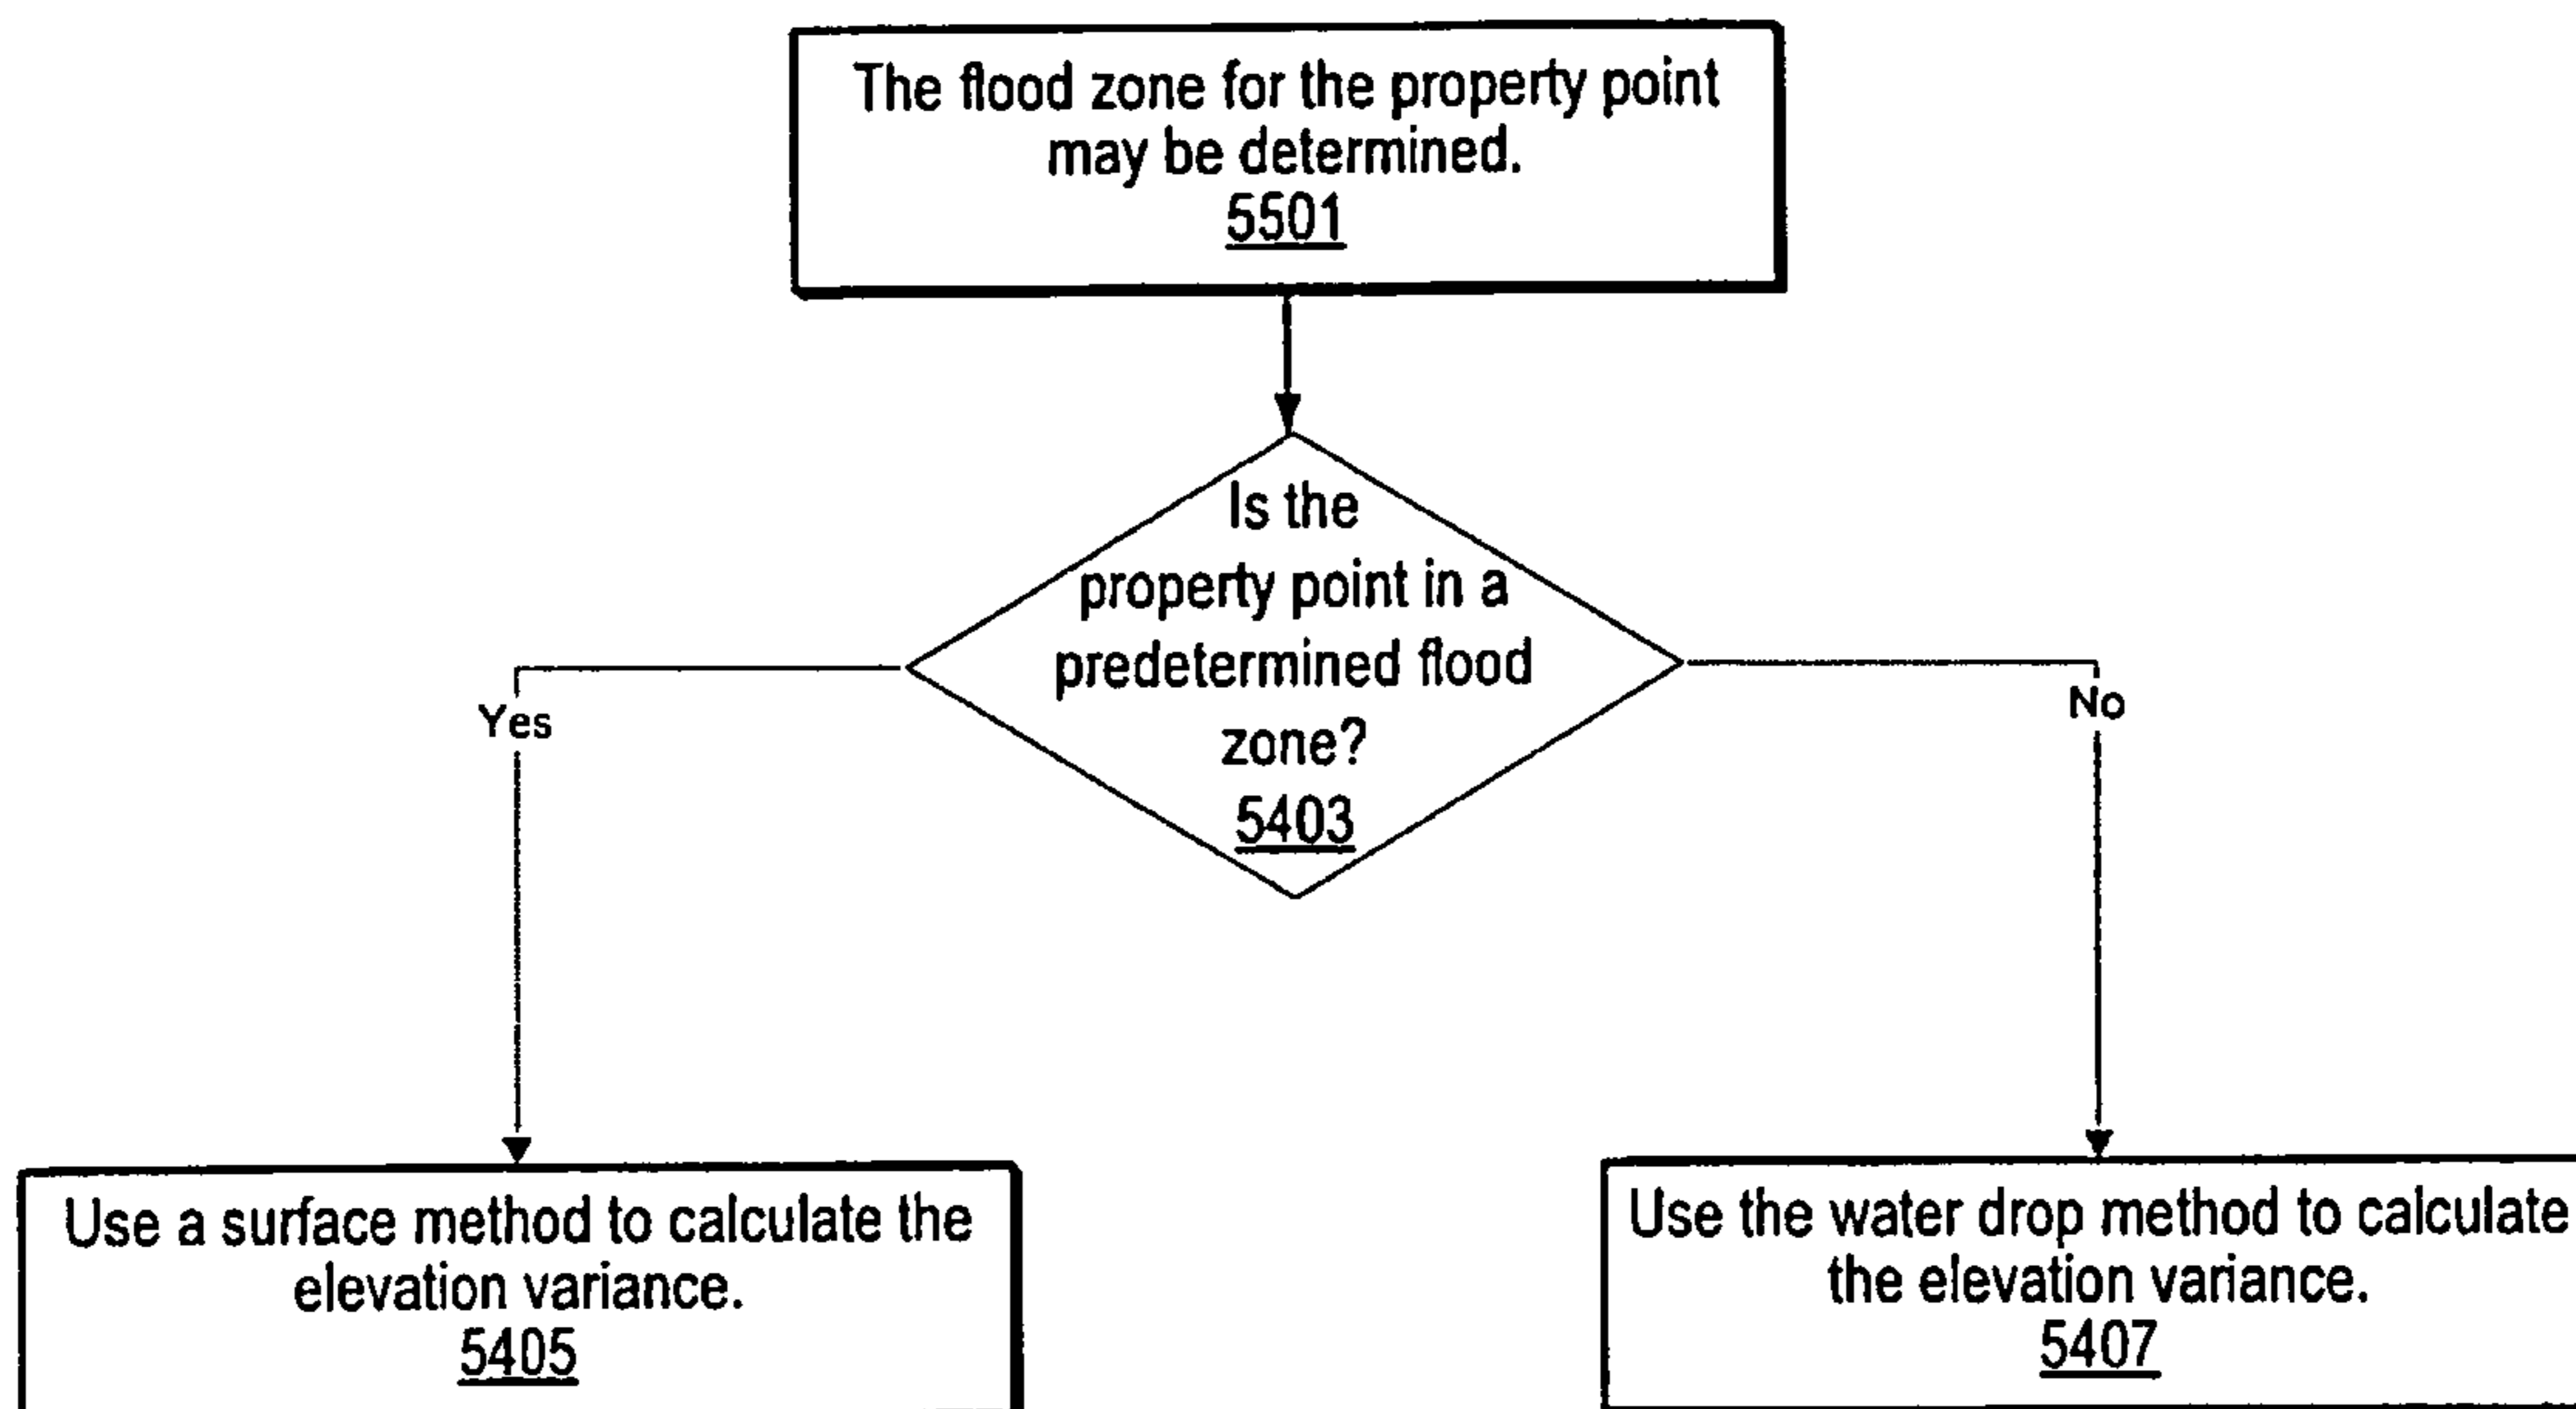 The flood zone for the property point
may be determined.
5501
Is the
property point in a
predetermined flood
zone?
5403
Yes
No
Use a surface method to calculate the
elevation variance.
5405
Use the water drop method to calculate
the elevation variance.
5407